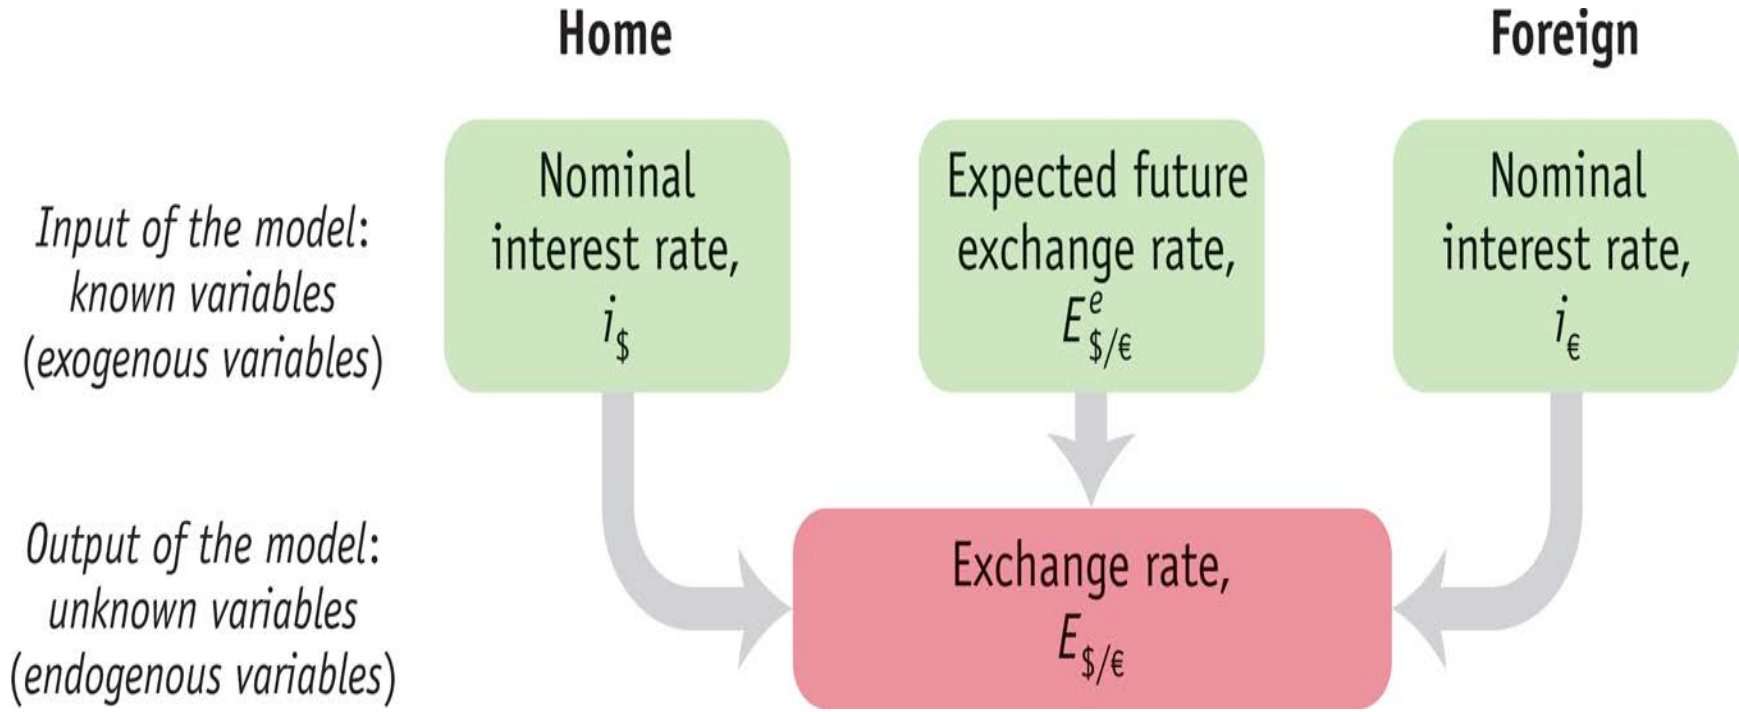 Home
Foreign
Input of the model:
known variables
(exogenous variables)
Nominal
interest rate,
i$
Expected future
exchange rate,
E^e$/€
Nominal
interest rate,
i€
Output of the model:
unknown variables
(endogenous variables)
Exchange rate,
E$/€